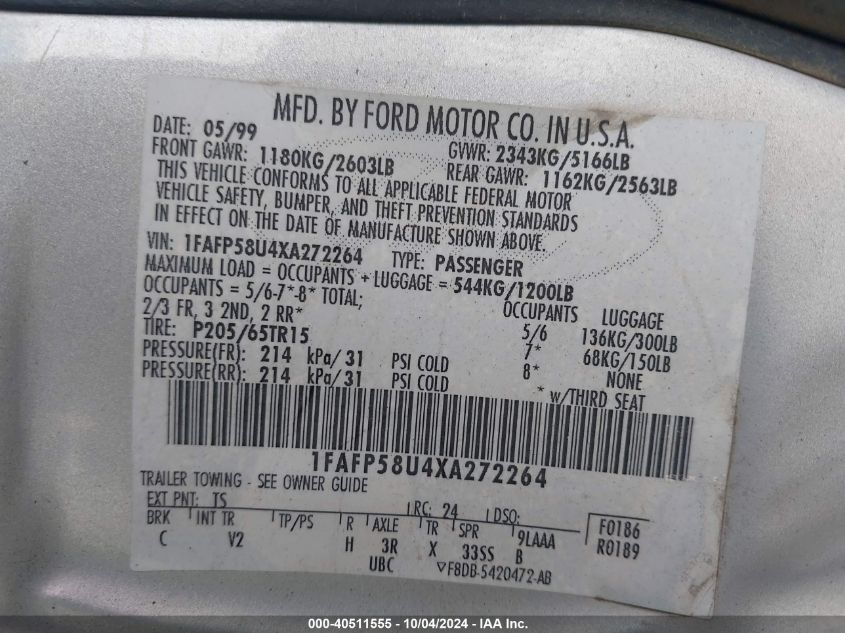 MFD. BY FORD MOTOR CO. IN U.S.A.
DATE: 05/99 GVWR: 2343KG/5166LB
FRONT GAWR: 1180KG/2603LB REAR GAWR: 1162KG/2563LB
THIS VEHICLE CONFORMS TO ALL APPLICABLE FEDERAL MOTOR
VEHICLE SAFETY, BUMPER, AND THEFT PREVENTION STANDARDS
IN EFFECT ON THE DATE OF MANUFACTURE SHOWN ABOVE.
VIN: 1FAFP58U4XA272264 TYPE: PASSENGER
MAXIMUM LOAD = OCCUPANTS + LUGGAGE = 544KG/1200LB
OCCUPANTS = 5/6-7*-8* TOTAL; OCCUPANTS LUGGAGE
2/3 FR, 3 2ND, 2 RR* 5/6 136KG/300LB
TIRE: P205/65TR15 7* 68KG/150LB
PRESSURE(FR): 214 kPa/31 PSI COLD 8* NONE
PRESSURE(RR): 214 kPa/31 PSI COLD * w/THIRD SEAT
1FAFP58U4XA272264
TRAILER TOWING - SEE OWNER GUIDE
EXT PNT: TS RC: 24 DSO: F0186
BRK INT TR TP/PS R AXLE TR SPR 9LAAA R0189
C V2 H 3R X 33SS B
UBC ▽F8DB-5420472-AB
000-40511555 - 10/04/2024 - IAA Inc.